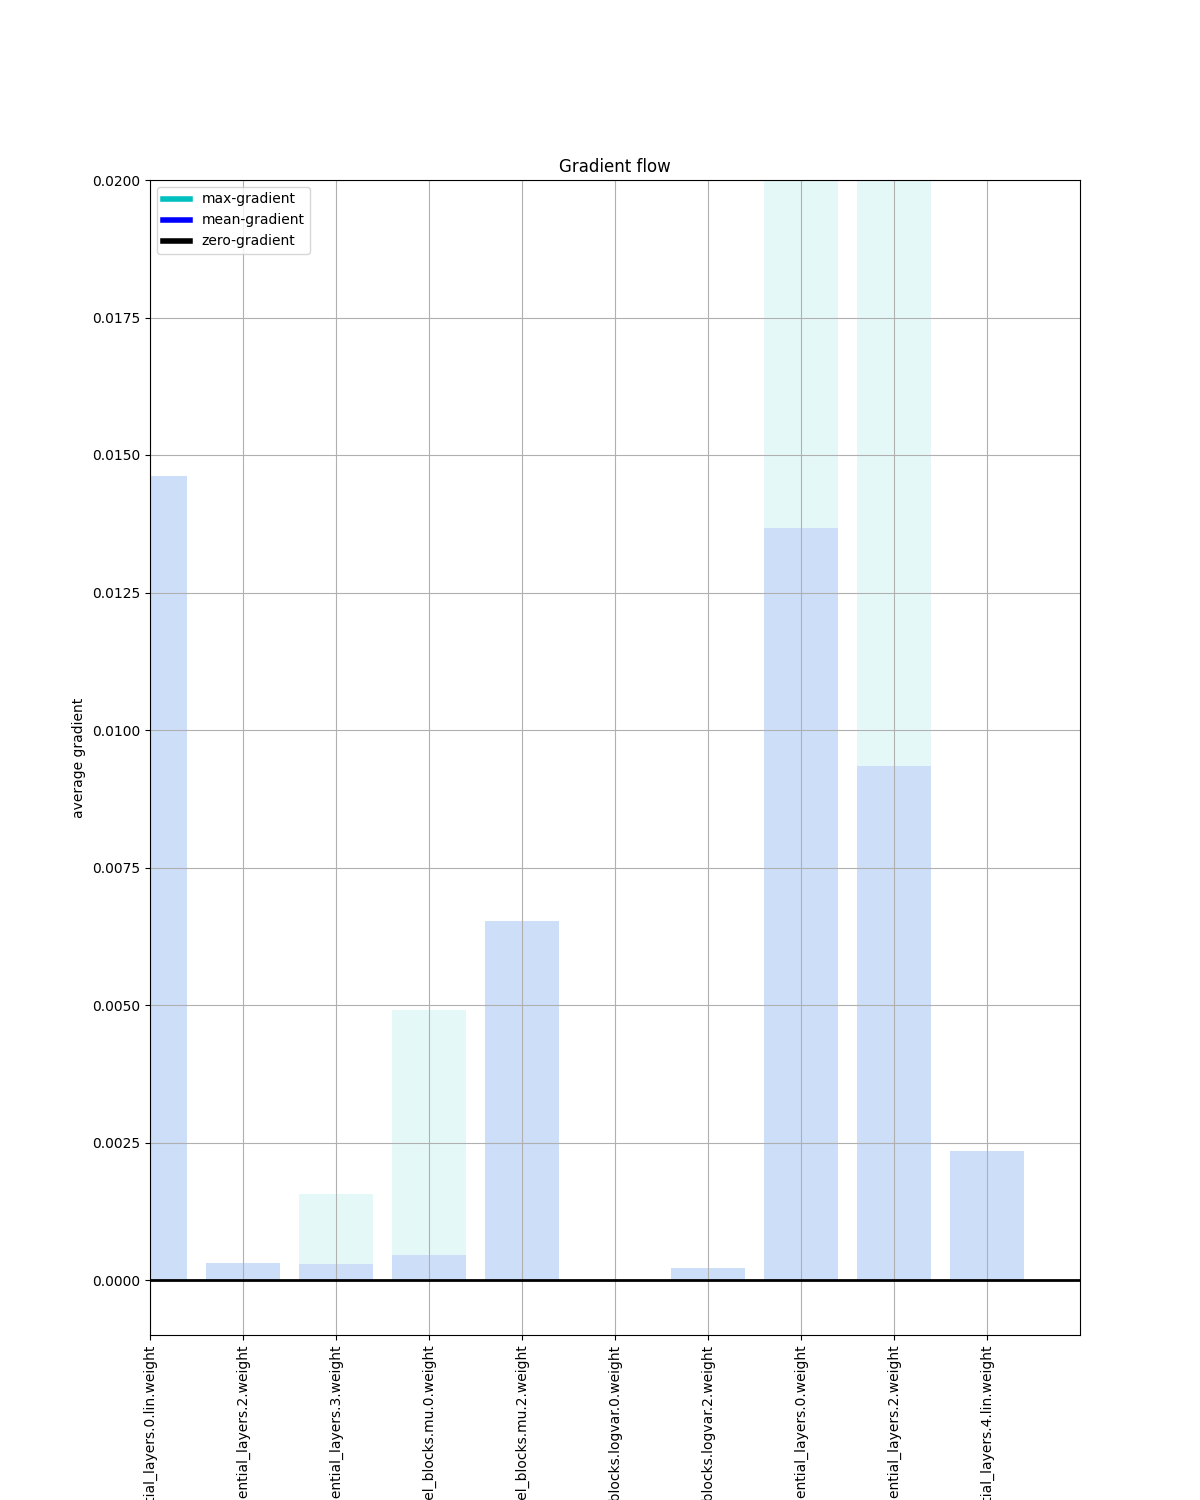 Gradient flow
max-gradient
mean-gradient
zero-gradient
0.0200
0.0175
0.0150
0.0125
0.0100
0.0075
0.0050
0.0025
0.0000
average gradient
tial_layers.0.lin.weight
ential_layers.2.weight
ential_layers.3.weight
el_blocks.mu.0.weight
el_blocks.mu.2.weight
blocks.logvar.0.weight
blocks.logvar.2.weight
ential_layers.0.weight
ential_layers.2.weight
tial_layers.4.lin.weight